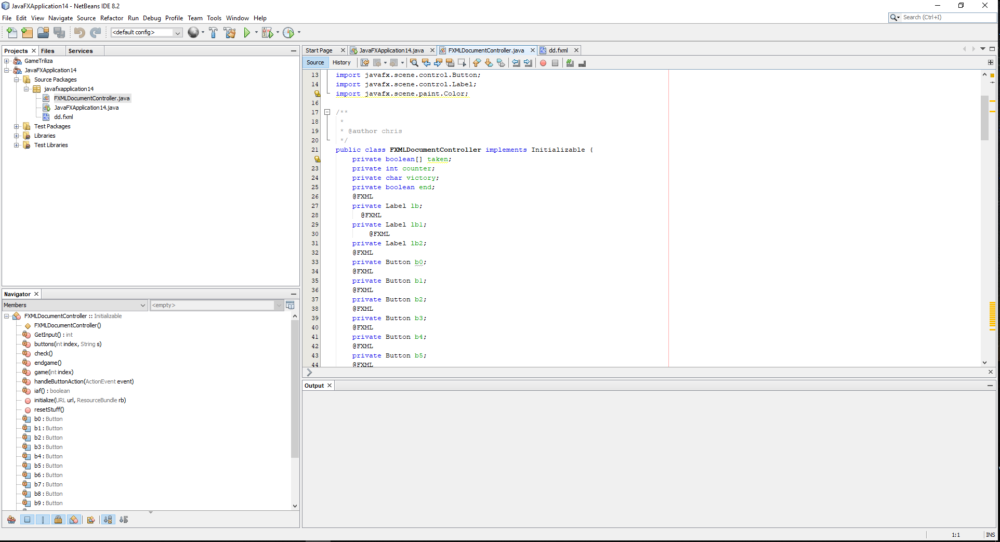 JavaFXApplication14 - NetBeans IDE 8.2
File Edit View Navigate Source Refactor Run Debug Profile Team Tools Window Help
Search (Ctrl+I)
<default config>
Projects Files Services
GameTriliza
JavaFXApplication14
Source Packages
javafxapplication14
FXMLDocumentController.java
JavaFXApplication14.java
dd.fxml
Test Packages
Libraries
Test Libraries
Navigator
Members <empty>
FXMLDocumentController :: Initializable
FXMLDocumentController()
GetInput() : int
buttons(int index, String s)
check()
endgame()
game(int index)
handleButtonAction(ActionEvent event)
iaf() : boolean
initialize(URL url, ResourceBundle rb)
resetStuff()
b0 : Button
b1 : Button
b2 : Button
b3 : Button
b4 : Button
b5 : Button
b6 : Button
b7 : Button
b8 : Button
b9 : Button
Start Page JavaFXApplication14.java FXMLDocumentController.java dd.fxml
Source History
13 import javafx.scene.control.Button;
14 import javafx.scene.control.Label;
import javafx.scene.paint.Color;
16
17 /**
18 *
19 * @author chris
20 */
21 public class FXMLDocumentController implements Initializable {
private boolean[] taken;
23 private int counter;
24 private char victory;
25 private boolean end;
26 @FXML
27 private Label lb;
28 @FXML
29 private Label lb1;
30 @FXML
31 private Label lb2;
32 @FXML
33 private Button b0;
34 @FXML
35 private Button b1;
36 @FXML
37 private Button b2;
38 @FXML
39 private Button b3;
40 @FXML
41 private Button b4;
42 @FXML
43 private Button b5;
44 @FXML
Output
1:1 INS